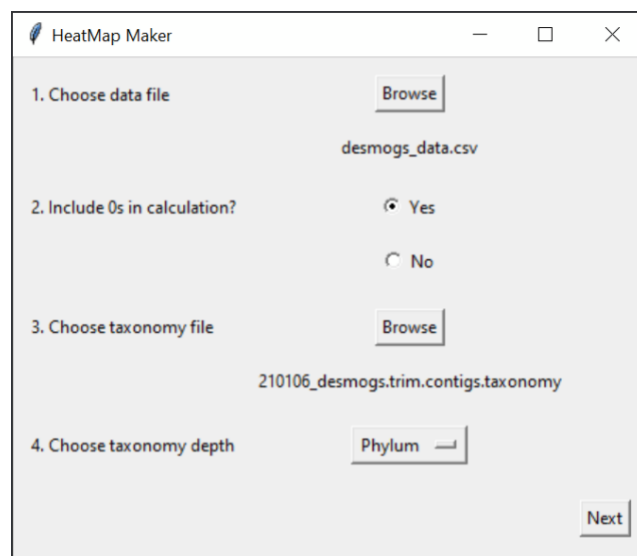 HeatMap Maker
1. Choose data file
Browse
desmogs_data.csv
2. Include 0s in calculation?
Yes
No
3. Choose taxonomy file
Browse
210106_desmogs.trim.contigs.taxonomy
4. Choose taxonomy depth
Phylum
Next